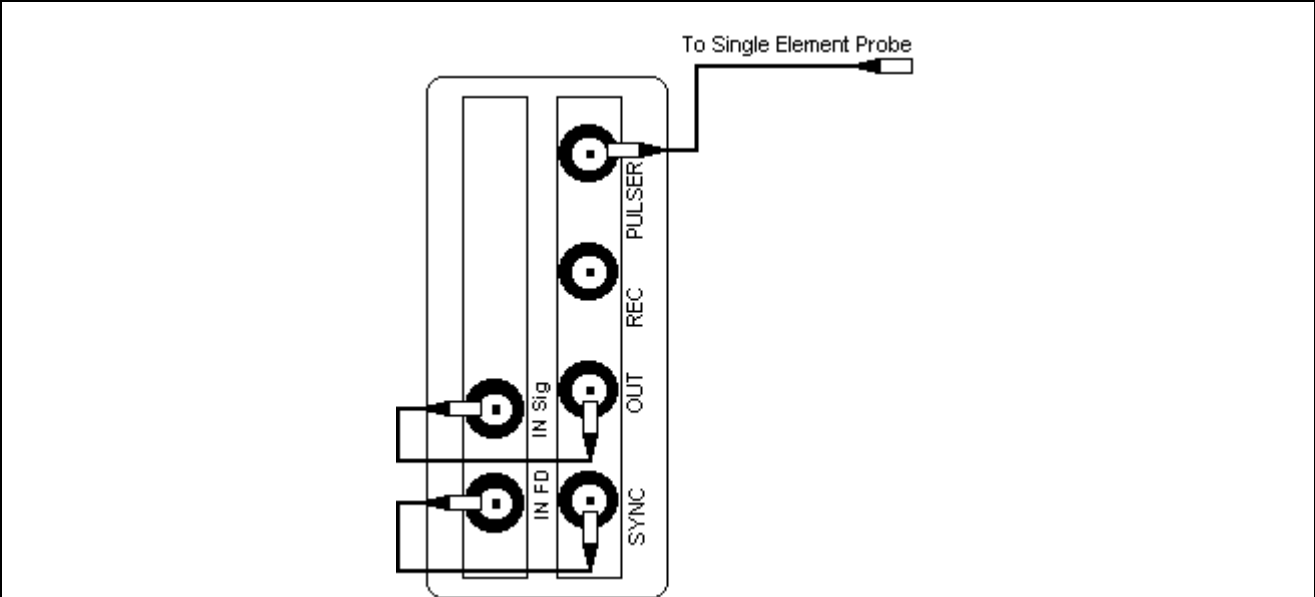 To Single Element Probe
PULSER
REC
OUT
IN Sig
SYNC
IN FD